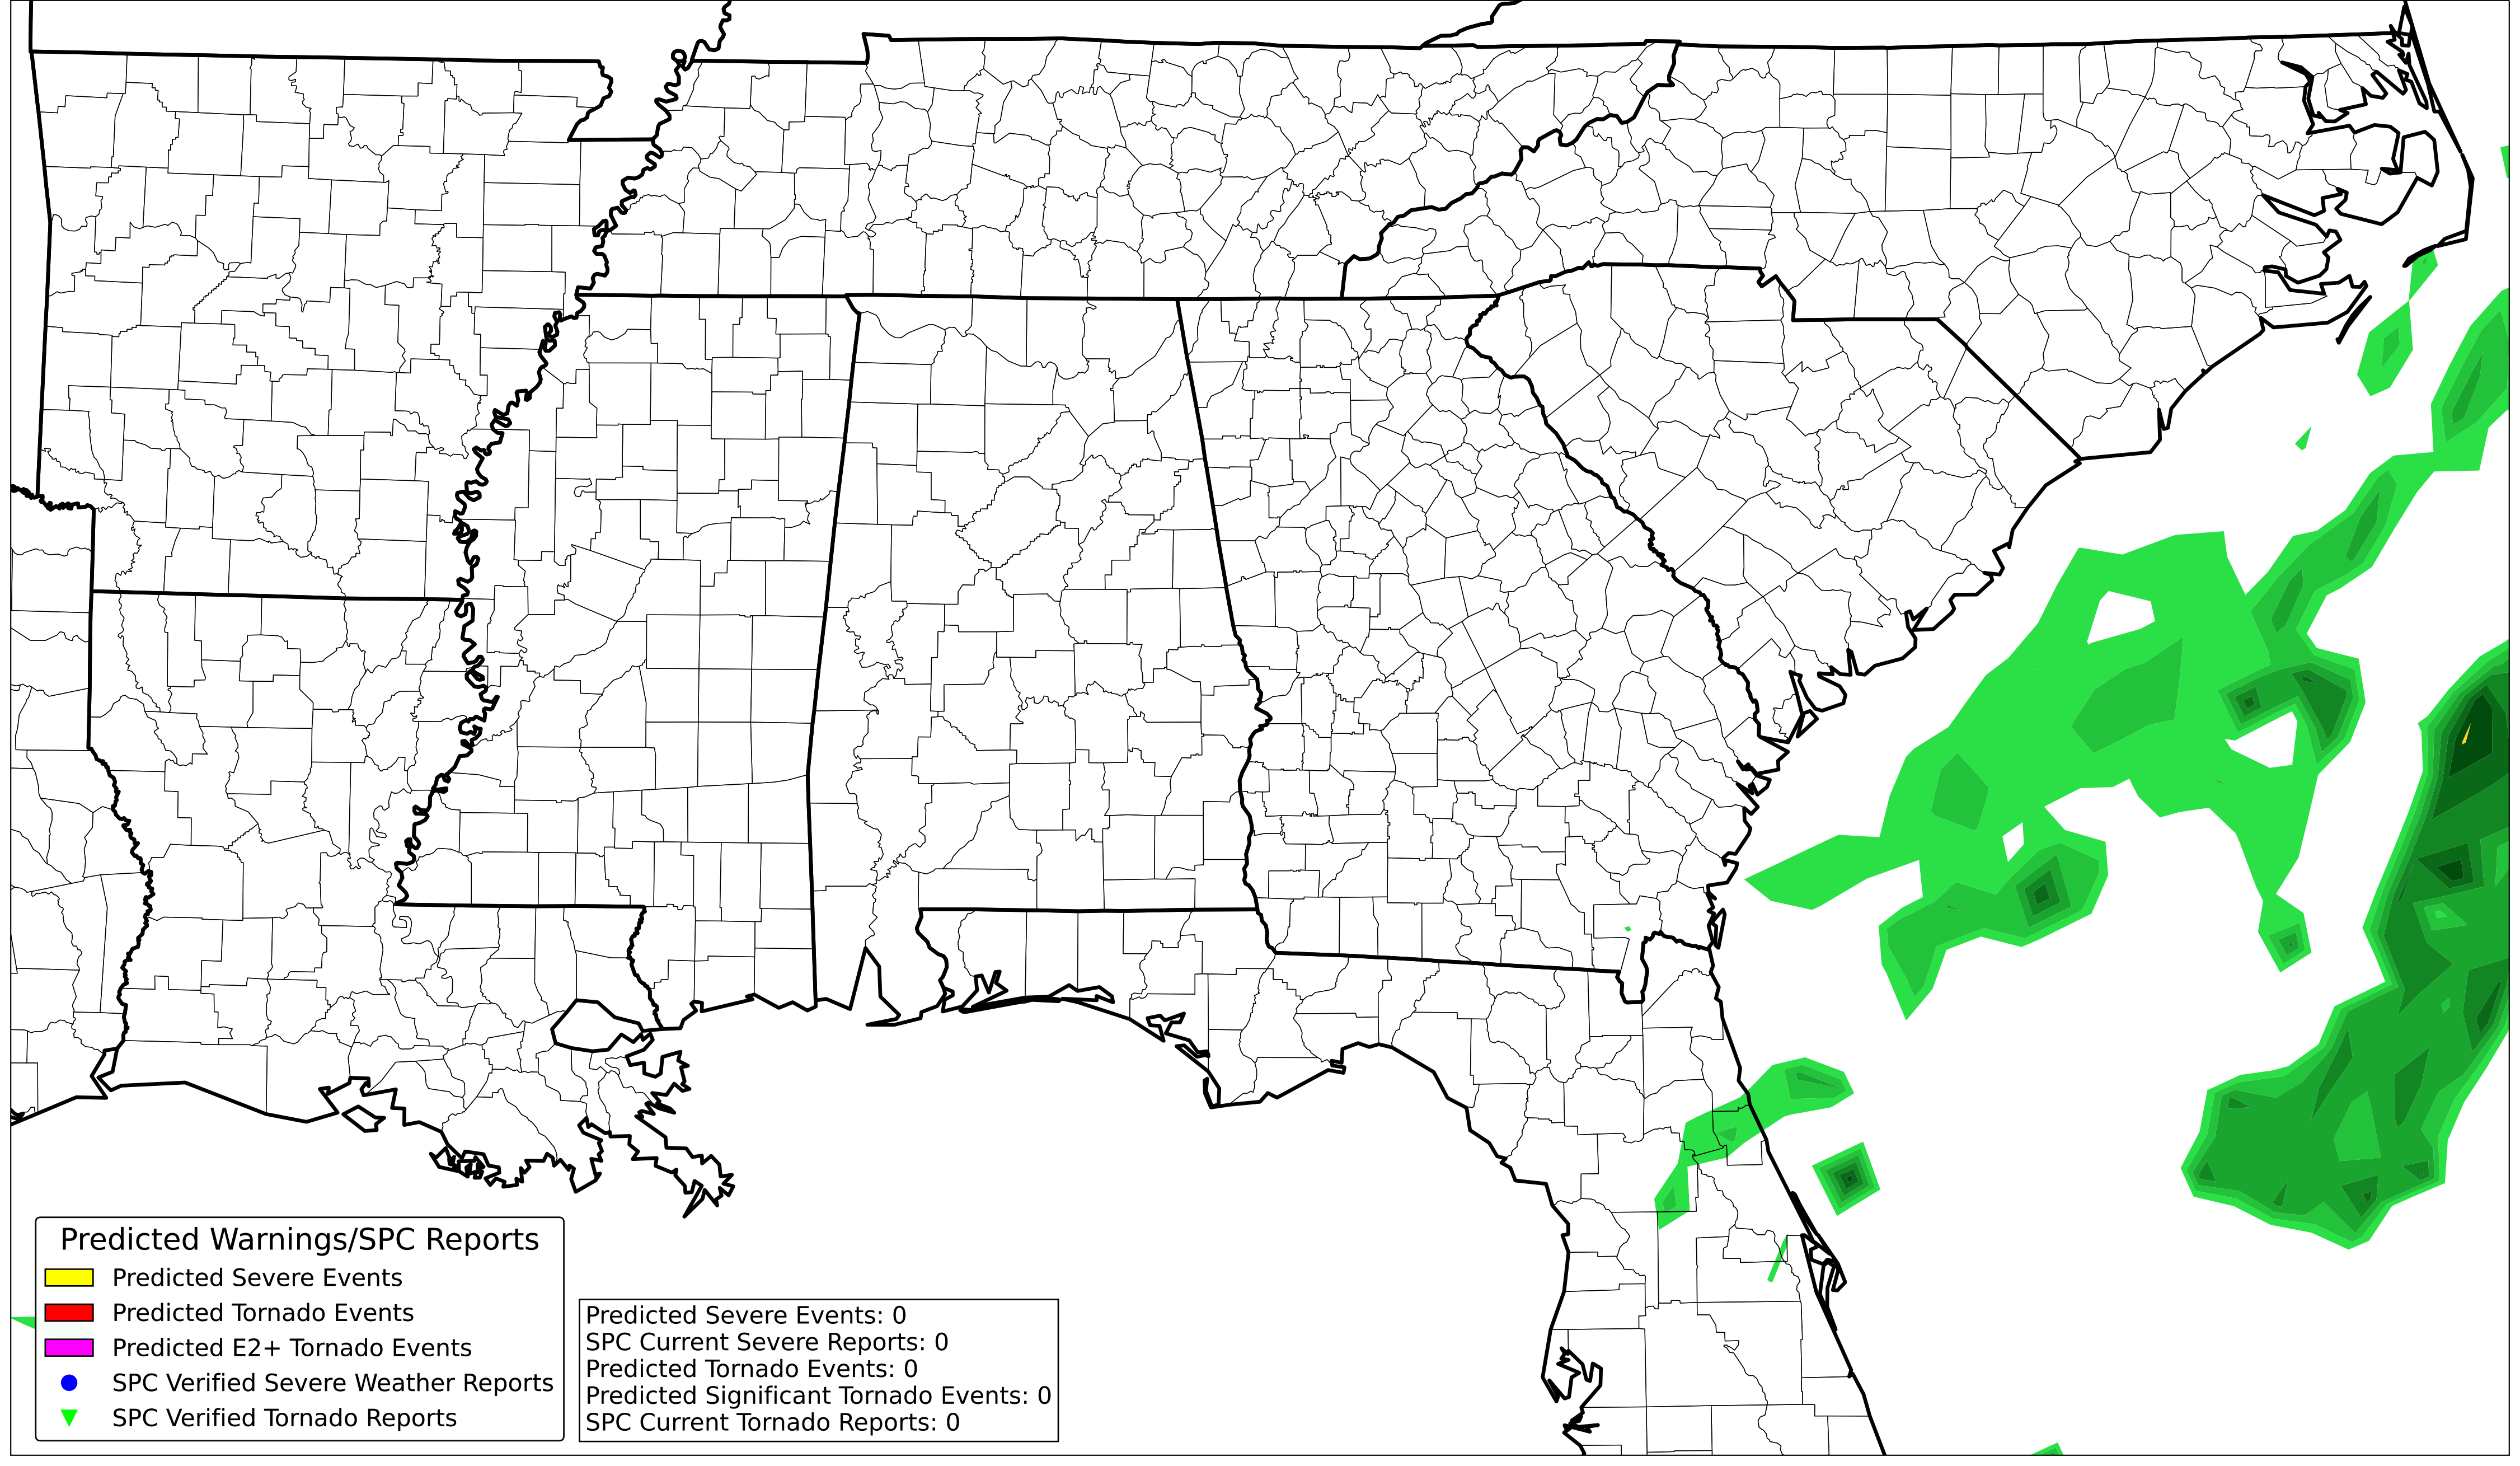 Predicted Warnings/SPC Reports
Predicted Severe Events
Predicted Tornado Events
Predicted E2+ Tornado Events
SPC Verified Severe Weather Reports
SPC Verified Tornado Reports
Predicted Severe Events: 0
SPC Current Severe Reports: 0
Predicted Tornado Events: 0
Predicted Significant Tornado Events: 0
SPC Current Tornado Reports: 0